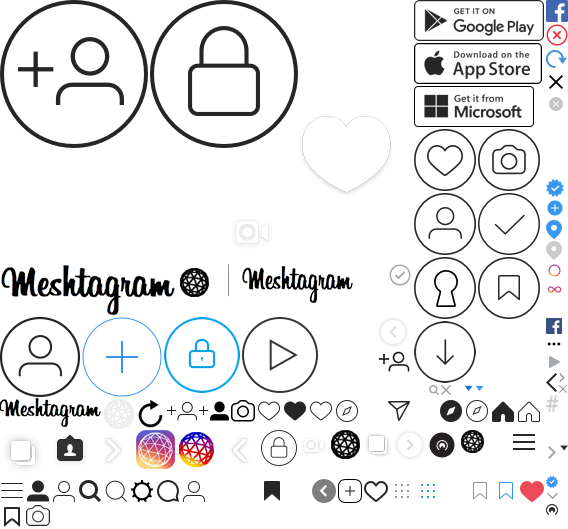 GET IT ON
Google Play
Download on the
App Store
Get it from
Microsoft
Meshtagram
Meshtagram
Meshtagram